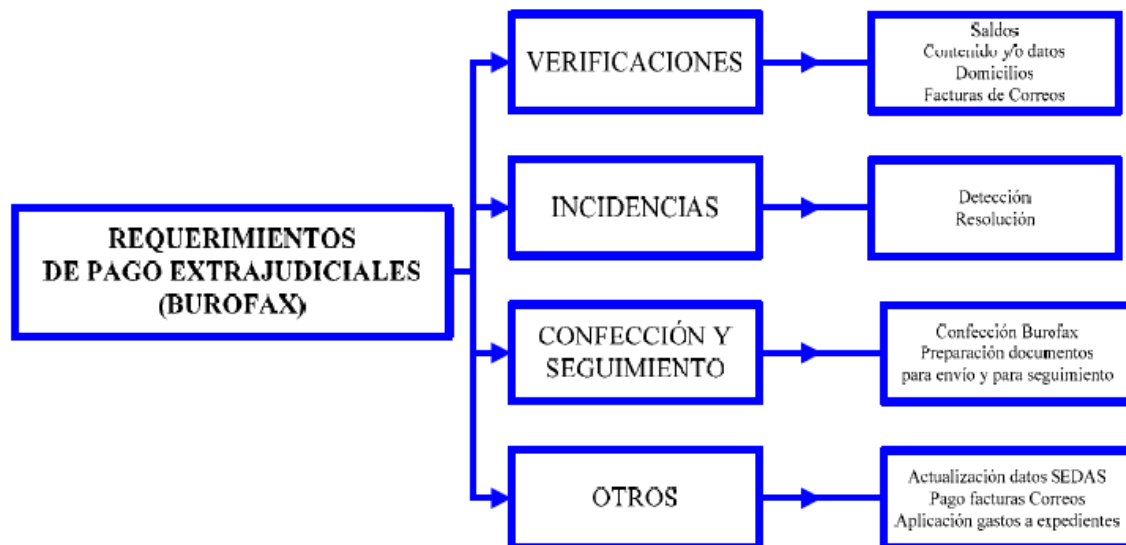 REQUERIMIENTOS
DE PAGO EXTRAJUDICIALES
(BUROFAX)
VERIFICACIONES
Saldos
Contenido y/o datos
Domicilios
Facturas de Correos
INCIDENCIAS
Detección
Resolución
CONFECCIÓN Y
SEGUIMIENTO
Confección Burofax
Preparación documentos
para envío y para seguimiento
OTROS
Actualización datos SEDAS
Pago facturas Correos
Aplicación gastos a expedientes